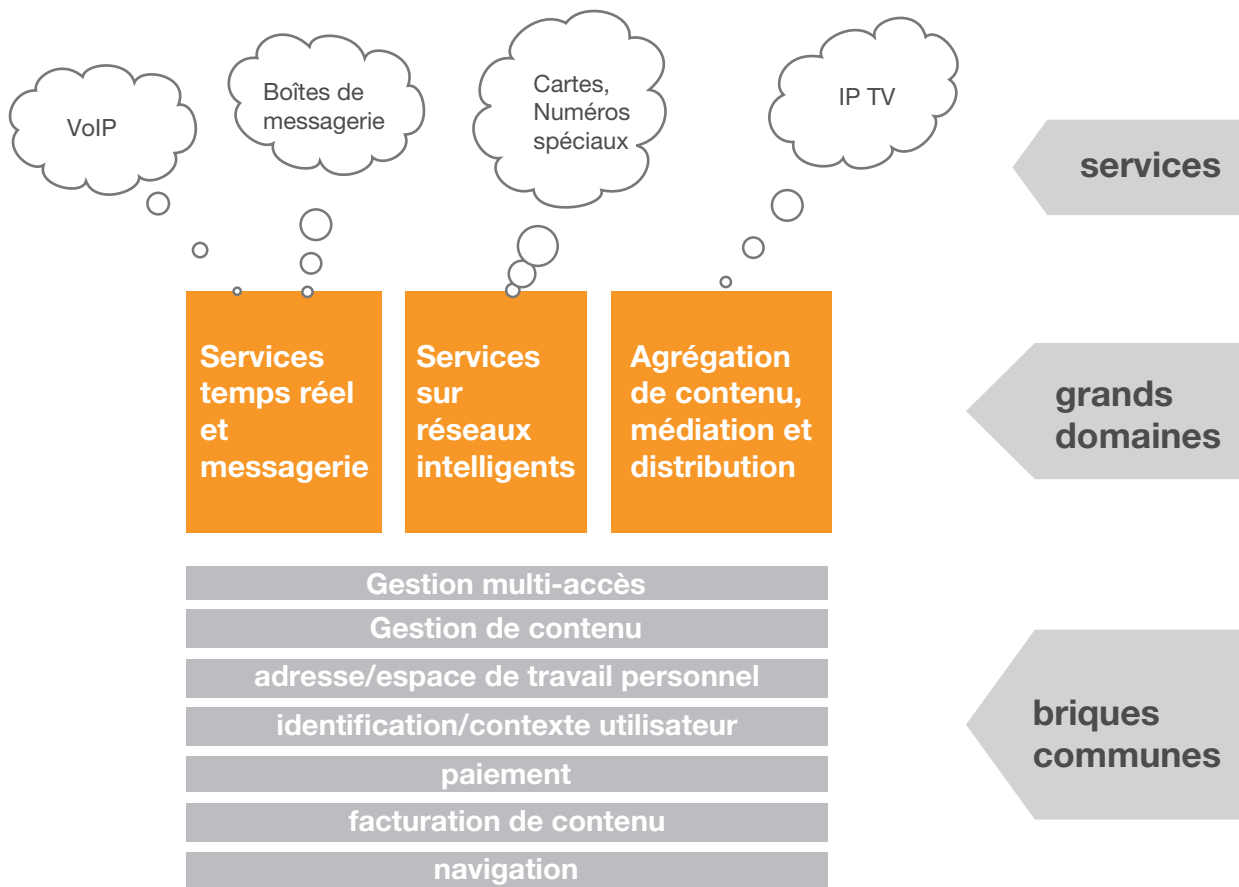 VoIP
Boîtes de
messagerie
Cartes,
Numéros
spéciaux
IP TV
services
Services
temps réel
et
messagerie
Services
sur
réseaux
intelligents
Agrégation
de contenu,
médiation et
distribution
grands
domaines
Gestion multi-accès
Gestion de contenu
adresse/espace de travail personnel
identification/contexte utilisateur
paiement
facturation de contenu
navigation
briques
communes